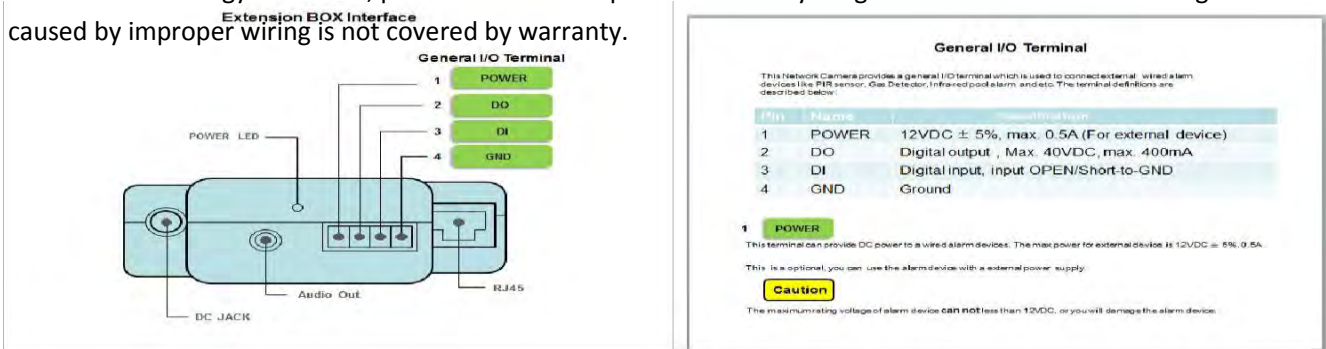 Extension BOX Interface
caused by improper wiring is not covered by warranty.
General I/O Terminal
1 POWER
2 DO
3 DI
4 GND
POWER LED
Audio Out
RJ45
DC JACK
General I/O Terminal
This Network Camera provides a general I/O terminal which is used to connect external wired alarm
devices like PIR sensor, Gas Detector, Infra-red pool alarm and etc. The terminal definitions are
described below:
Pin Name
1 POWER 12VDC ± 5%, max. 0.5A (For external device)
2 DO Digital output , Max. 40VDC, max. 400mA
3 DI Digital input, input OPEN/Short-to-GND
4 GND Ground
1 POWER
This terminal can provide DC power to a wired alarm devices. The max power for external device is 12VDC ± 5%, 0.5A.
This is a optional, you can use the alarm device with a external power supply.
Caution
The maximum rating voltage of alarm device can not less than 12VDC, or you will damage the alarm device.